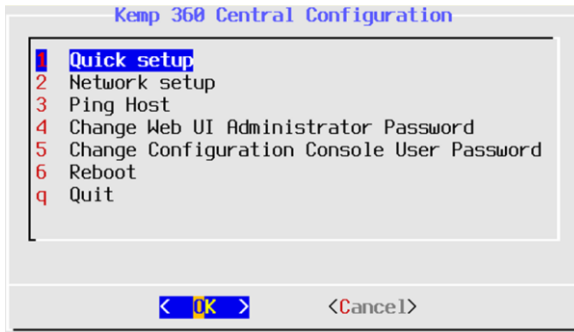 Kemp 360 Central Configuration
1 Quick setup
2 Network setup
3 Ping Host
4 Change Web UI Administrator Password
5 Change Configuration Console User Password
6 Reboot
q Quit
< OK > <Cancel>